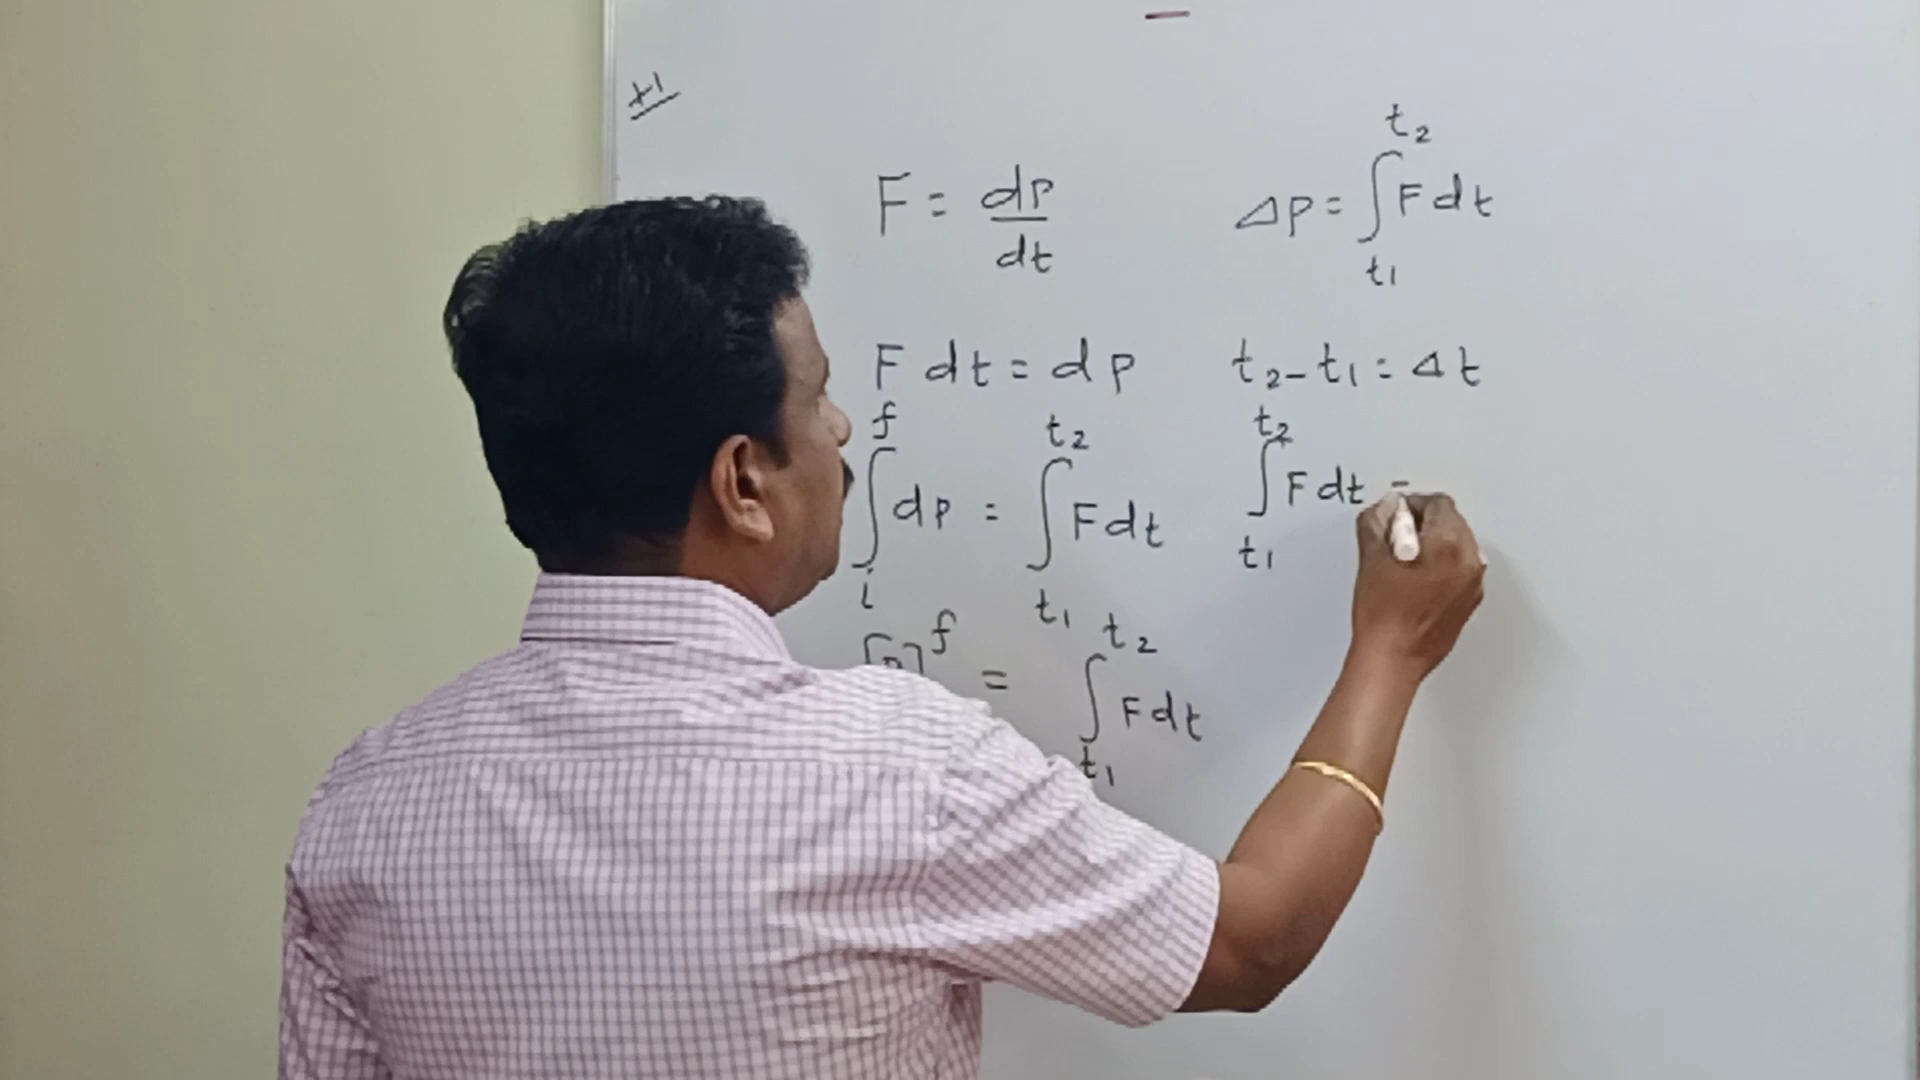 +1
F = dp/dt
F dt = dp
∫_i^f dp = ∫_{t1}^{t2} F dt
[p]^f = ∫_{t1}^{t2} F dt
Δp = ∫_{t1}^{t2} F dt
t2 - t1 = Δt
∫_{t1}^{t2} F dt =